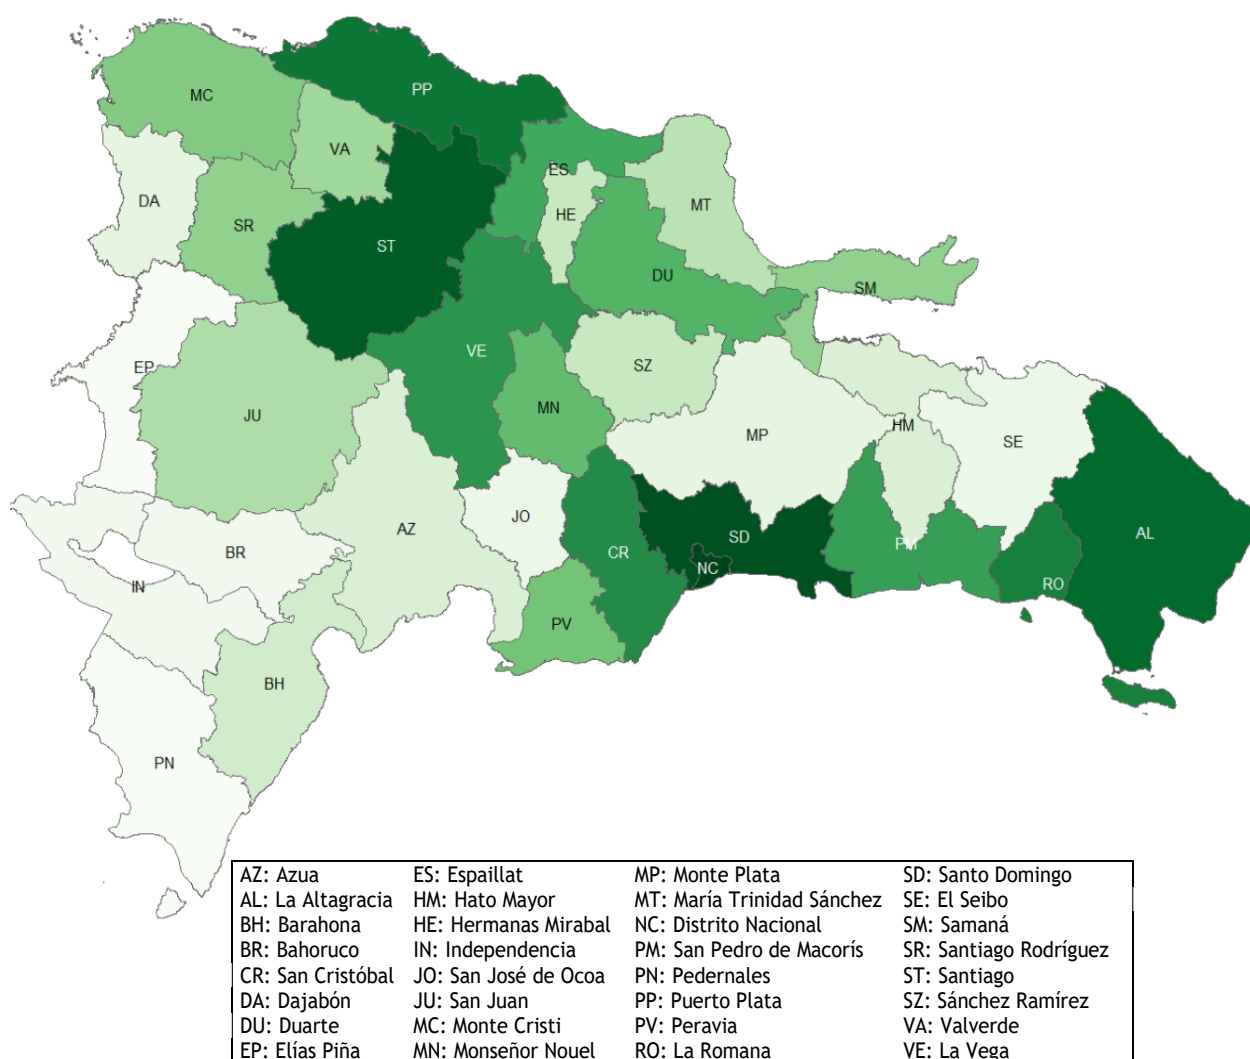 PP
MC
VA
ES
DA
HE
MT
SR
ST
DU
SM
VE
EP
SZ
MN
JU
HM
MP
SE
JO
AZ
AL
SD
CR
PM
BR
NC
RO
IN
PV
BH
PN
AZ: Azua ES: Espaillat MP: Monte Plata SD: Santo Domingo
AL: La Altagracia HM: Hato Mayor MT: María Trinidad Sánchez SE: El Seibo
BH: Barahona HE: Hermanas Mirabal NC: Distrito Nacional SM: Samaná
BR: Bahoruco IN: Independencia PM: San Pedro de Macorís SR: Santiago Rodríguez
CR: San Cristóbal JO: San José de Ocoa PN: Pedernales ST: Santiago
DA: Dajabón JU: San Juan PP: Puerto Plata SZ: Sánchez Ramírez
DU: Duarte MC: Monte Cristi PV: Peravia VA: Valverde
EP: Elías Piña MN: Monseñor Nouel RO: La Romana VE: La Vega